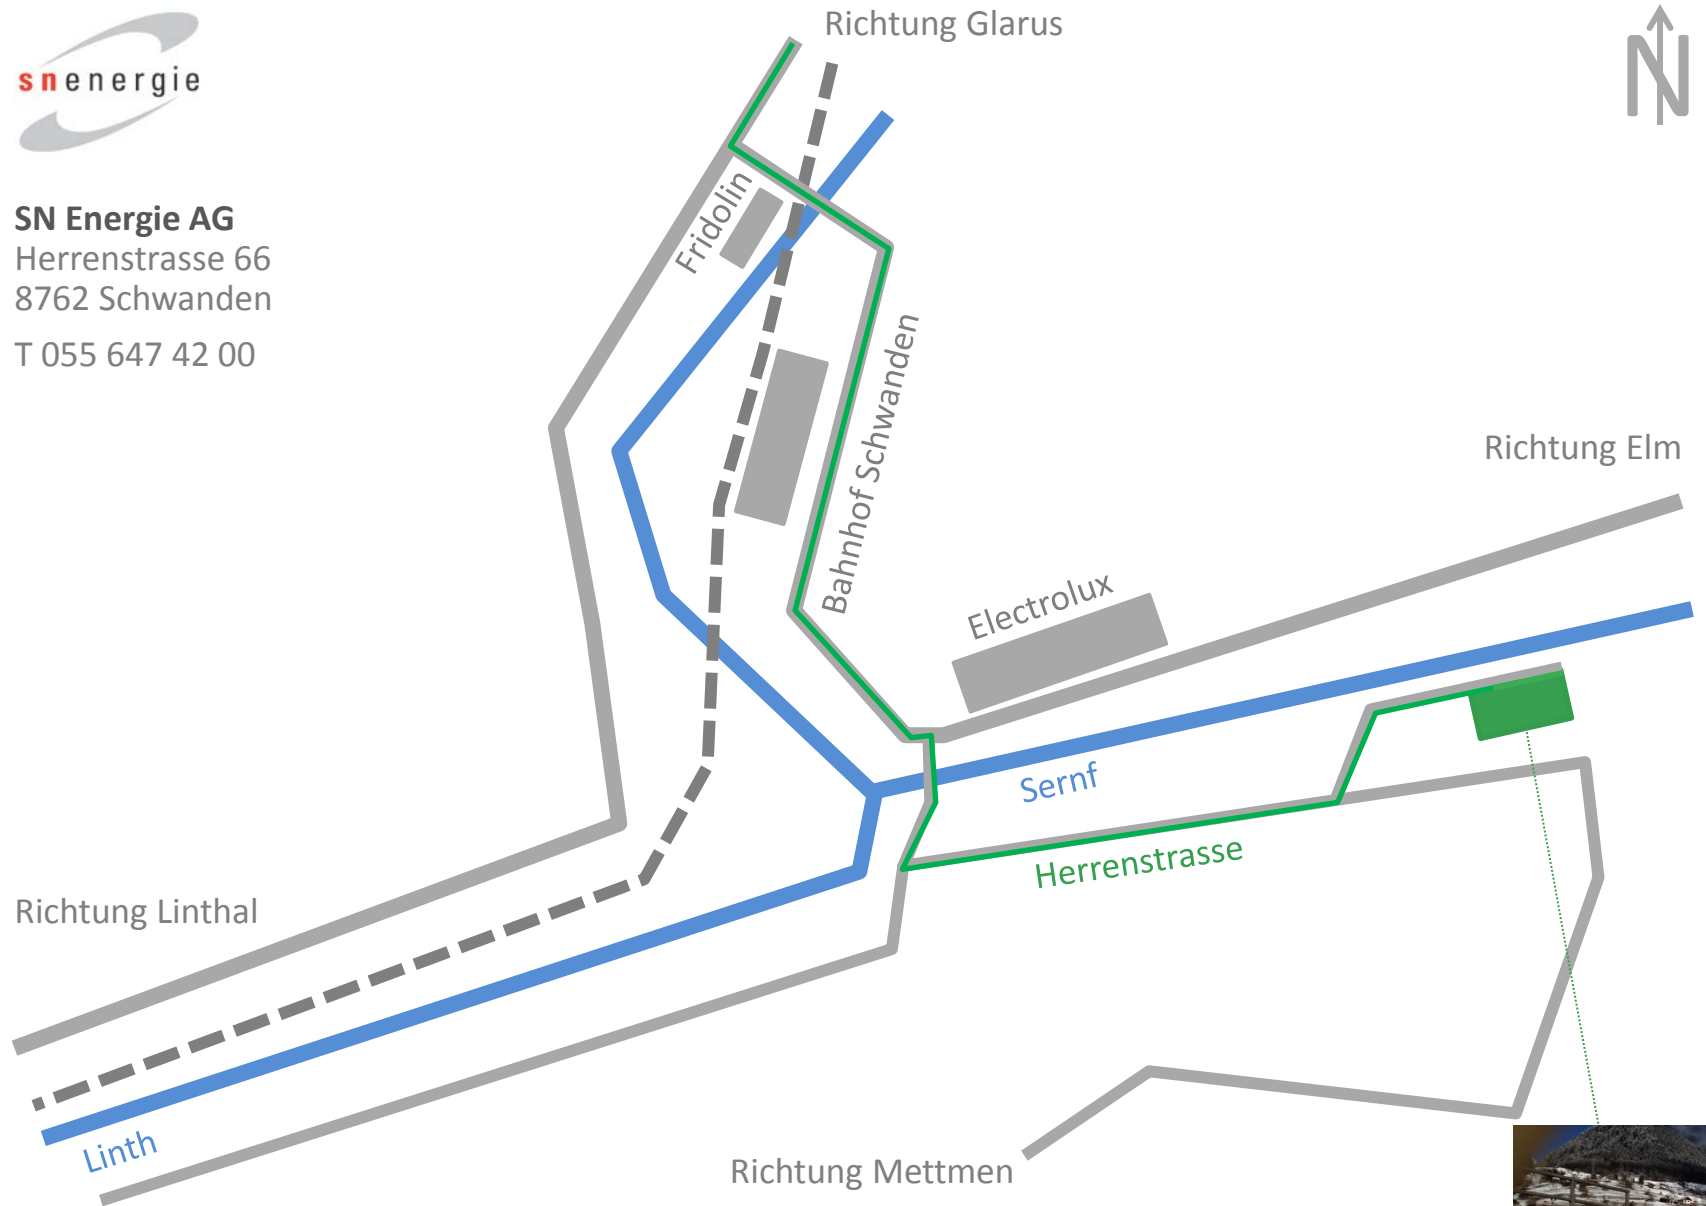 Richtung Glarus
N
snenergie
SN Energie AG
Herrenstrasse 66
8762 Schwanden
T 055 647 42 00
Fridolin
Bahnhof Schwanden
Richtung Elm
Electrolux
Sernf
Herrenstrasse
Richtung Linthal
Linth
Richtung Mettmen